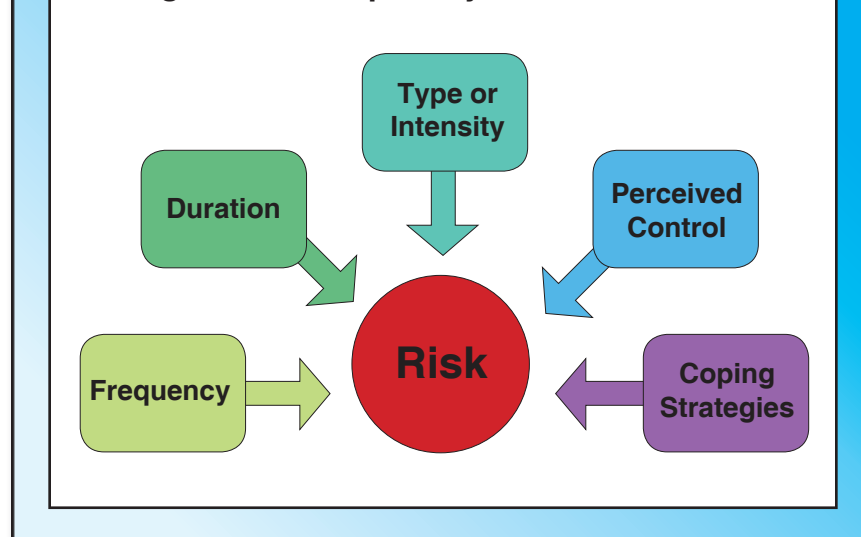 Type or
Intensity
Duration
Perceived
Control
Risk
Frequency
Coping
Strategies